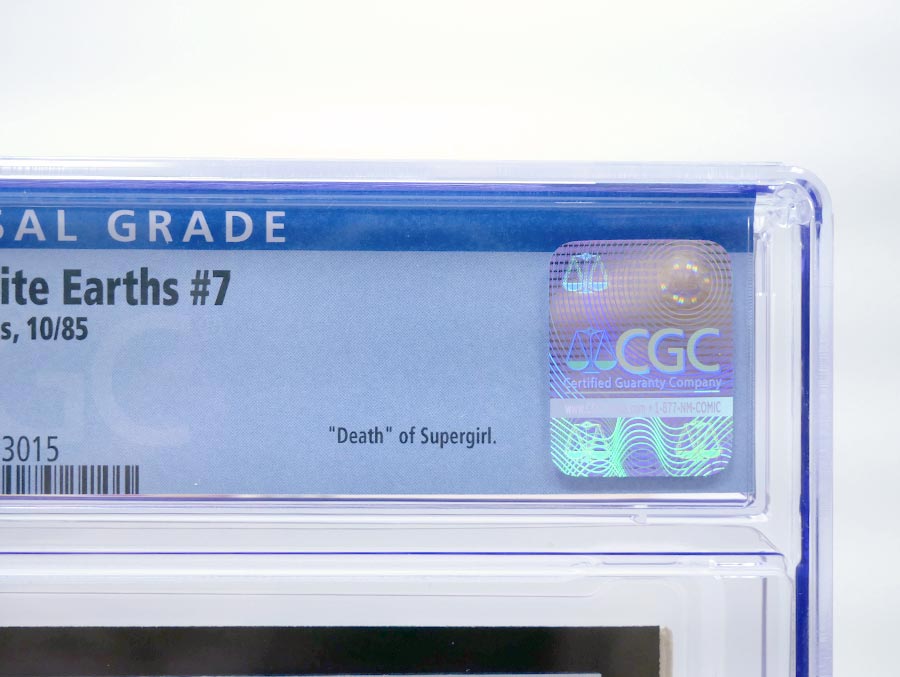 SAL GRADE
ite Earths #7
s, 10/85
3015
"Death" of Supergirl.
CGC
Certified Guaranty Company
.com • 1-877-NM-COMIC